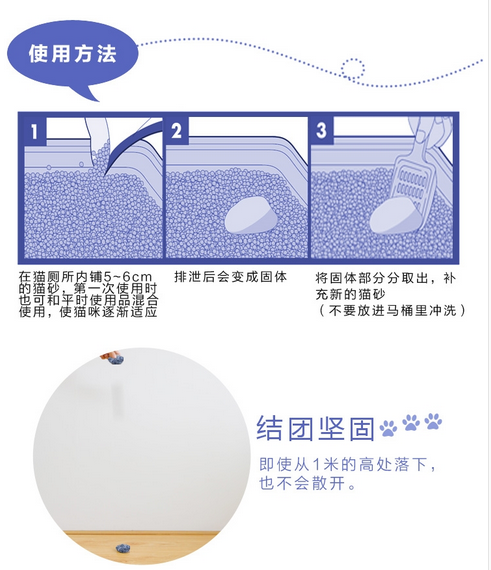 使用方法
1
2
3
在猫厕所内铺5~6cm
的猫砂，第一次使用时
也可和平时使用品混合
使用，使猫咪逐渐适应
排泄后会变成固体
将固体部分分取出，补
充新的猫砂
（不要放进马桶里冲洗）
结团坚固
即使从1米的高处落下，
也不会散开。